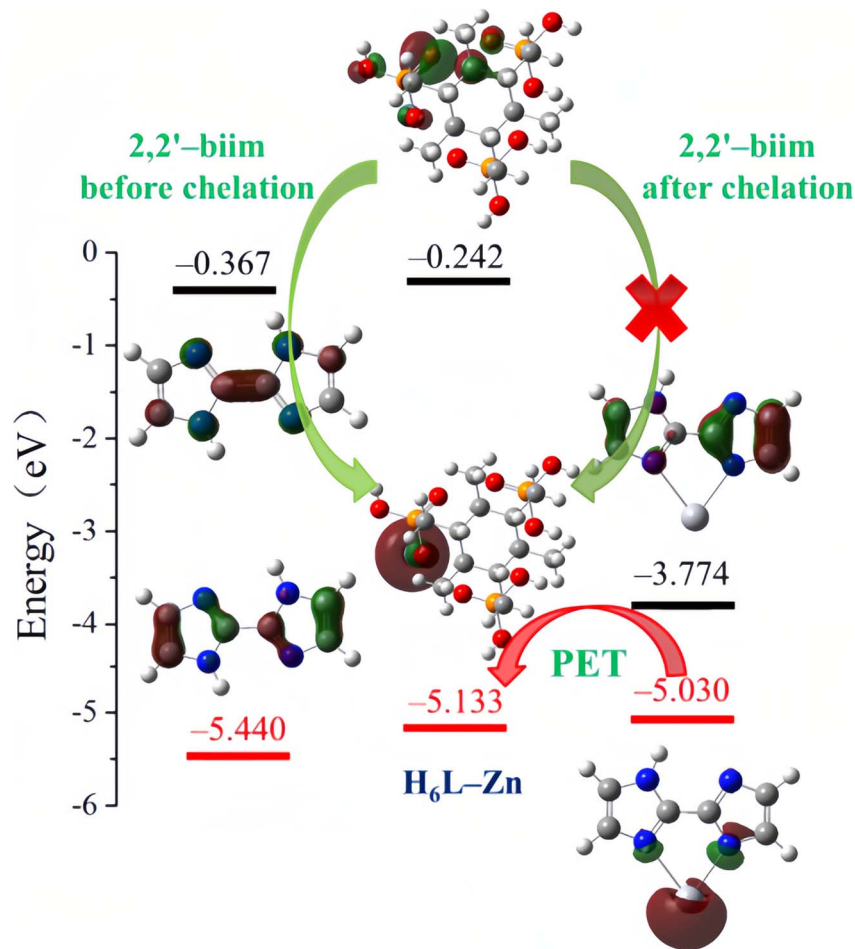 2,2'–biim
before chelation
2,2'–biim
after chelation
0
-1
-2
-3
-4
-5
-6
Energy (eV)
–0.367
–0.242
–3.774
PET
–5.440
–5.133
–5.030
H₆L–Zn